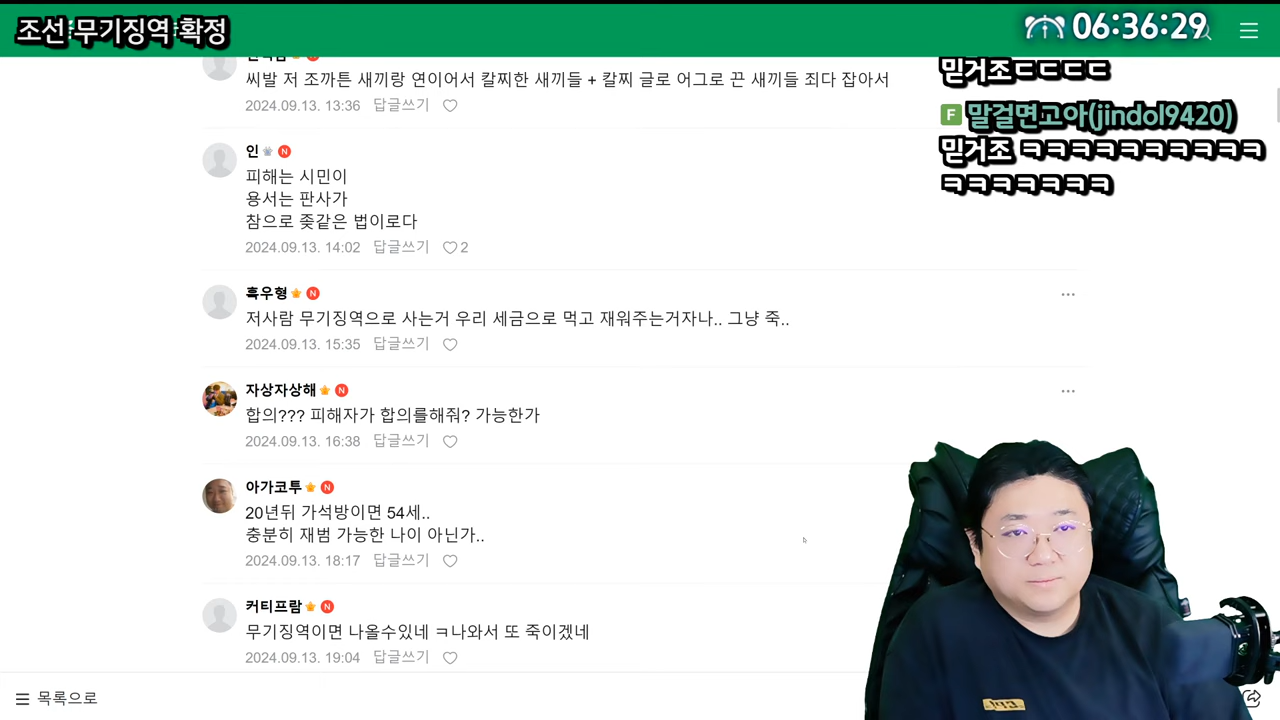 조선 무기징역 확정
06:36:29
씨발 저 조까튼 새끼랑 연이어서 칼찌한 새끼들 + 칼찌 글로 어그로 끈 새끼들 죄다 잡아서
2024.09.13. 13:36 답글쓰기
인 N
피해는 시민이
용서는 판사가
참으로 좆같은 법이로다
2024.09.13. 14:02 답글쓰기 2
흑우형 N
저사람 무기징역으로 사는거 우리 세금으로 먹고 재워주는거자나.. 그냥 죽..
2024.09.13. 15:35 답글쓰기
자상자상해 N
합의??? 피해자가 합의를해줘? 가능한가
2024.09.13. 16:38 답글쓰기
아가코투 N
20년뒤 가석방이면 54세..
충분히 재범 가능한 나이 아닌가..
2024.09.13. 18:17 답글쓰기
커티프람 N
무기징역이면 나올수있네 ㅋ나와서 또 죽이겠네
2024.09.13. 19:04 답글쓰기
목록으로
믿거조ㄷㄷㄷㄷ
F 말걸면고아(jindol9420)
믿거조 ㅋㅋㅋㅋㅋㅋㅋㅋㅋㅋ
ㅋㅋㅋㅋㅋㅋㅋ